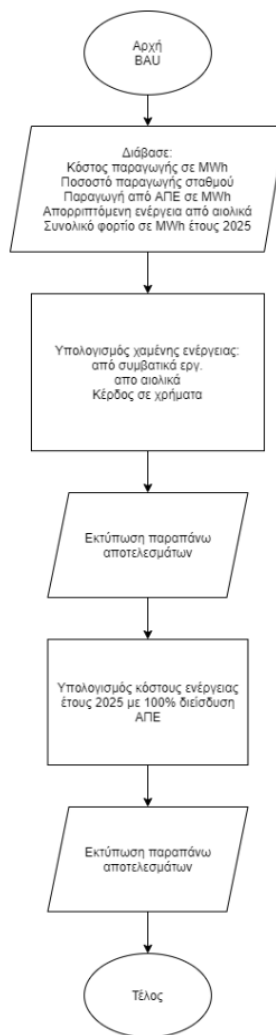 Αρχή
BAU
Διάβασε:
Κόστος παραγωγής σε MWh
Ποσοστό παραγωγής σταθμού
Παραγωγή από ΑΠΕ σε MWh
Απορριπτόμενη ενέργεια από αιολικά
Συνολικό φορτίο σε MWh έτους 2025
Υπολογισμός χαμένης ενέργειας:
από συμβατικά εργ.
απο αιολικά
Κέρδος σε χρήματα
Εκτύπωση παραπάνω
αποτελεσμάτων
Υπολογισμός κόστους ενέργειας
έτους 2025 με 100% διείσδυση
ΑΠΕ
Εκτύπωση παραπάνω
αποτελεσμάτων
Τέλος